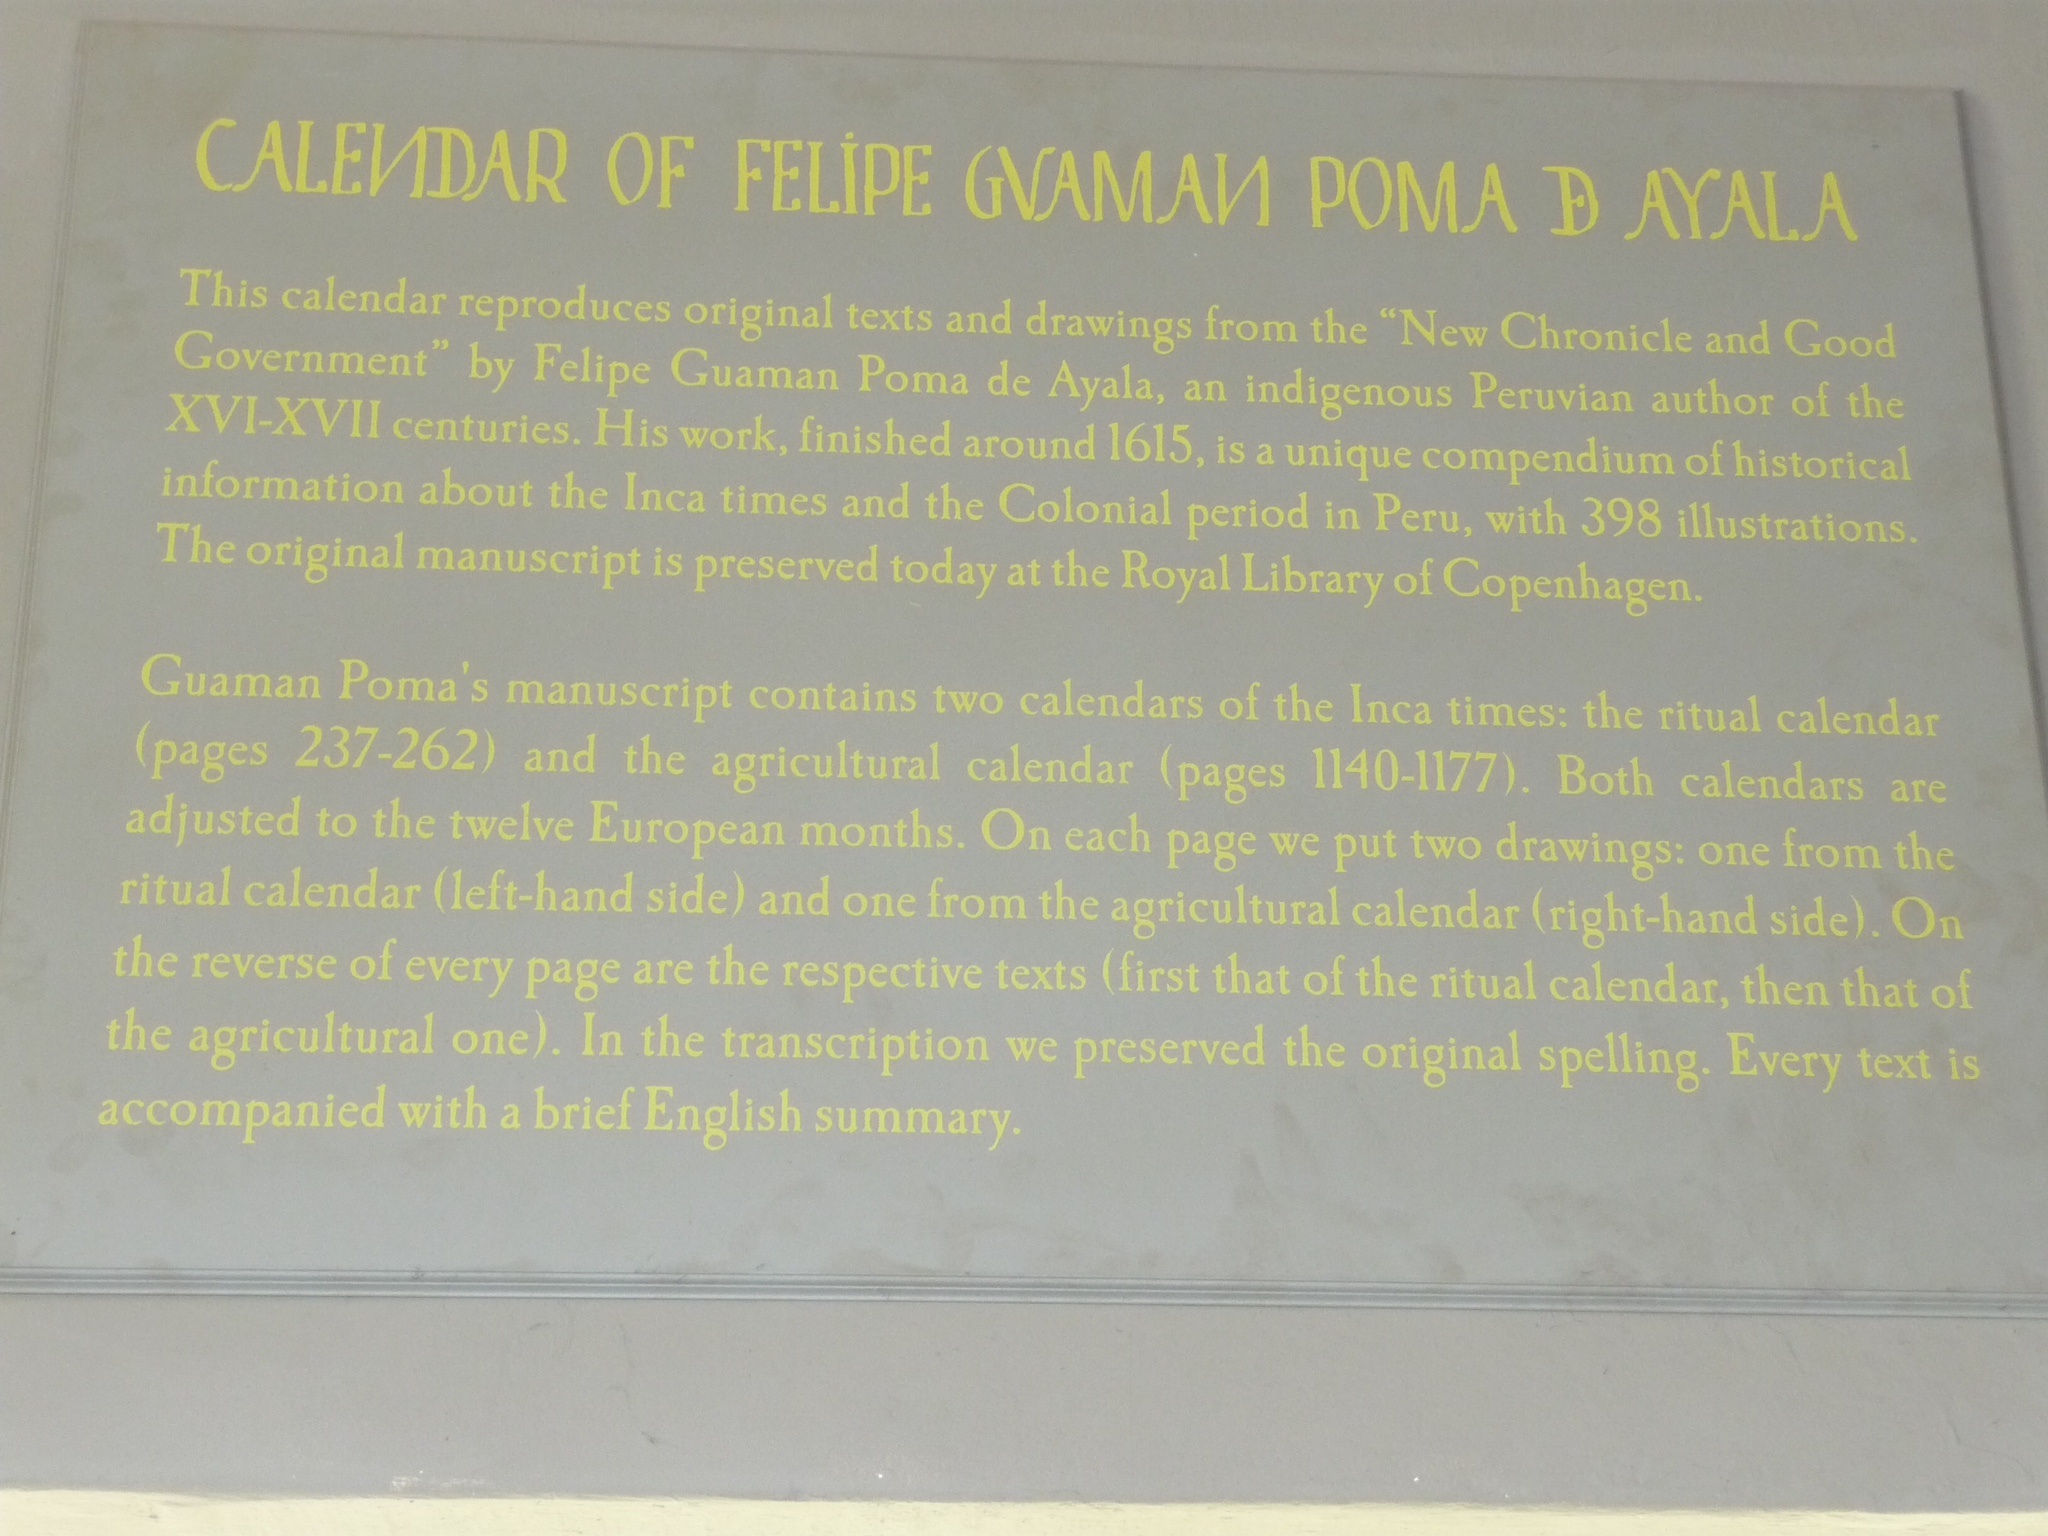 CALENDAR OF FELIPE GVAMAN POMA DE AYALA
This calendar reproduces original texts and drawings from the “New Chronicle and Good
Government” by Felipe Guaman Poma de Ayala, an indigenous Peruvian author of the
XVI-XVII centuries. His work, finished around 1615, is a unique compendium of historical
information about the Inca times and the Colonial period in Peru, with 398 illustrations.
The original manuscript is preserved today at the Royal Library of Copenhagen.
Guaman Poma's manuscript contains two calendars of the Inca times: the ritual calendar
(pages 237-262) and the agricultural calendar (pages 1140-1177). Both calendars are
adjusted to the twelve European months. On each page we put two drawings: one from the
ritual calendar (left-hand side) and one from the agricultural calendar (right-hand side). On
the reverse of every page are the respective texts (first that of the ritual calendar, then that of
the agricultural one). In the transcription we preserved the original spelling. Every text is
accompanied with a brief English summary.